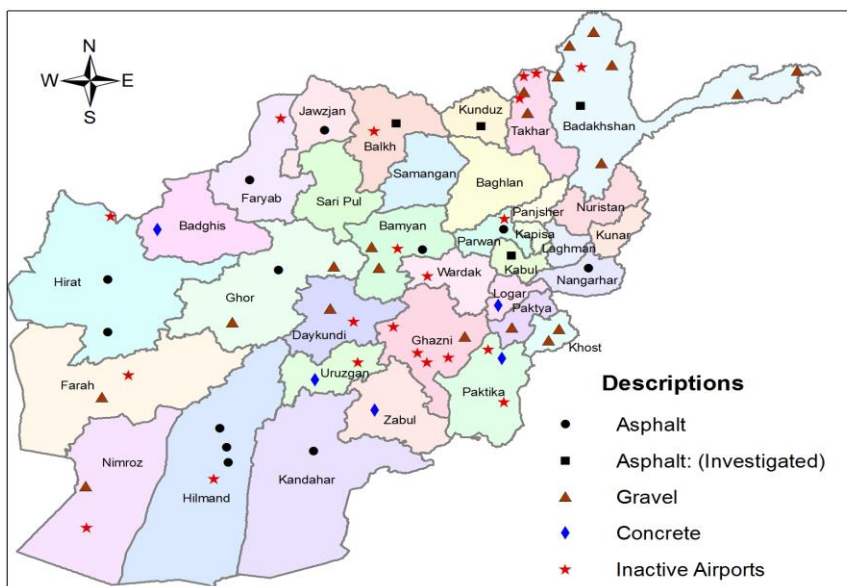 N
W E
S
Jawzjan
Balkh
Kunduz
Takhar
Badakhshan
Faryab
Sari Pul
Samangan
Baghlan
Badghis
Panjsher
Nuristan
Hirat
Bamyan
Parwan
Kapisa
Laghman
Kunar
Ghor
Wardak
Kabul
Nangarhar
Logar
Paktya
Daykundi
Ghazni
Khost
Farah
Uruzgan
Paktika
Zabul
Nimroz
Hilmand
Kandahar
Descriptions
Asphalt
Asphalt: (Investigated)
Gravel
Concrete
Inactive Airports